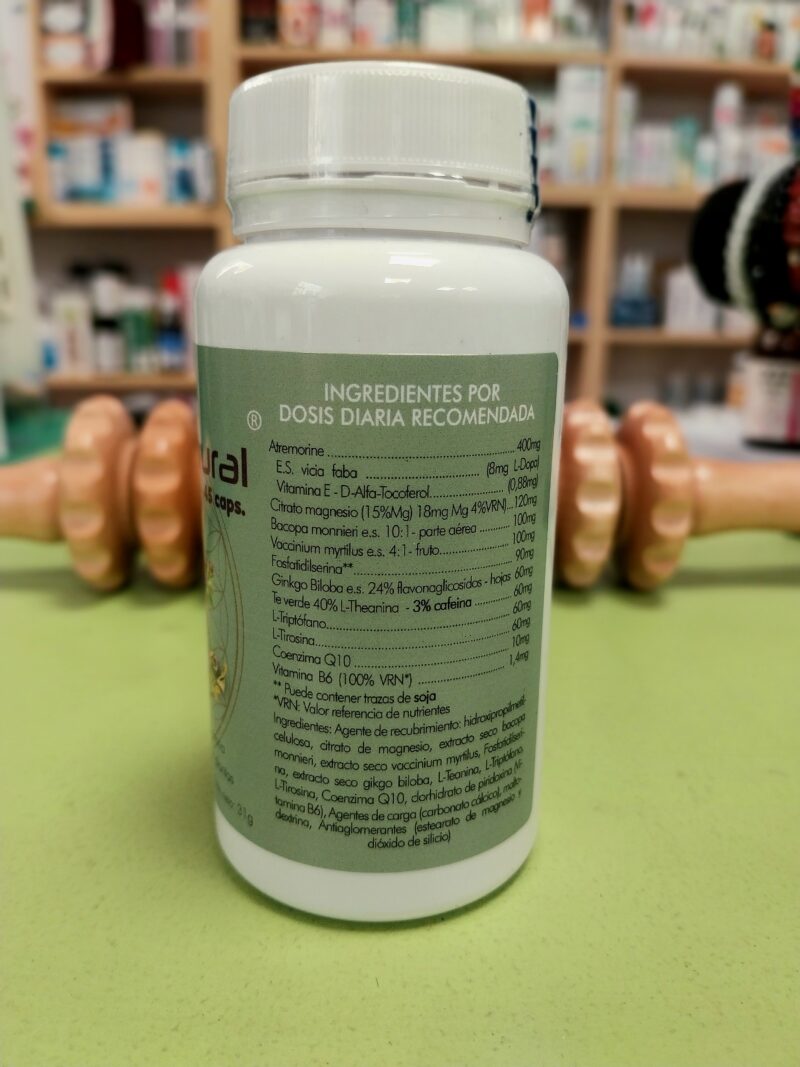 INGREDIENTES POR
DOSIS DIARIA RECOMENDADA
®
ural
45 caps.
Atremorine ........ 400mg
E.S. vicia faba ........ (8mg L-Dopa)
Vitamina E - D-Alfa-Tocoferol........ (0,88mg)
Citrato magnesio (15%Mg) 18mg Mg 4%VRN)...120mg
Bacopa monnieri e.s. 10:1- parte aérea ........ 100mg
Vaccinium myrtilus e.s. 4:1- fruto........ 100mg
Fosfatidilserina** ........ 90mg
Ginkgo Biloba e.s. 24% flavonaglicosidos - hojas 60mg
Te verde 40% L-Theanina - 3% cafeina ........ 60mg
L-Triptófano........ 60mg
L-Tirosina........ 60mg
Coenzima Q10 ........ 10mg
Vitamina B6 (100% VRN*) ........ 1,4mg
** Puede contener trazas de soja
*VRN: Valor referencia de nutrientes
Ingredientes: Agente de recubrimiento: hidroxipropilmetil-
celulosa, citrato de magnesio, extracto seco bacopa
monnieri, extracto seco vaccinium myrtilus, Fosfatidilseri-
na, extracto seco gikgo biloba, L-Teanina, L-Triptófano,
L-Tirosina, Coenzima Q10, clorhidrato de piridoxina (Vi-
tamina B6), Agentes de carga (carbonato cálcico), malto-
dextrina, Antiaglomerantes (estearato de magnesio y
dióxido de silicio)
31g